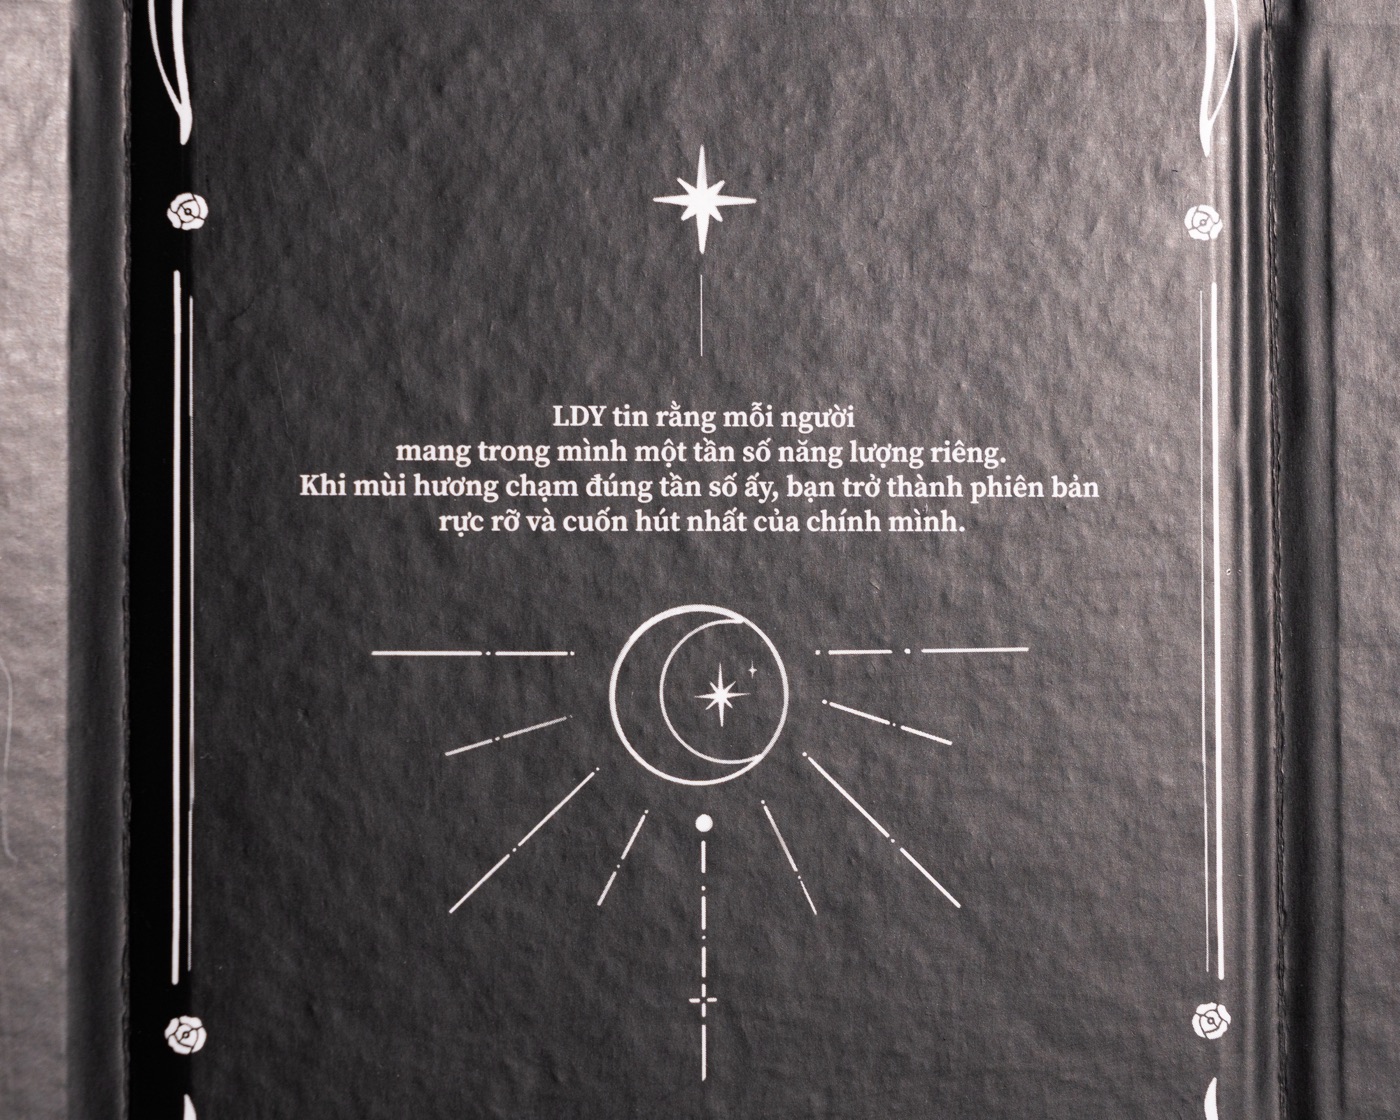 LDY tin rằng mỗi người
mang trong mình một tần số năng lượng riêng.
Khi mùi hương chạm đúng tần số ấy, bạn trở thành phiên bản
rực rỡ và cuốn hút nhất của chính mình.